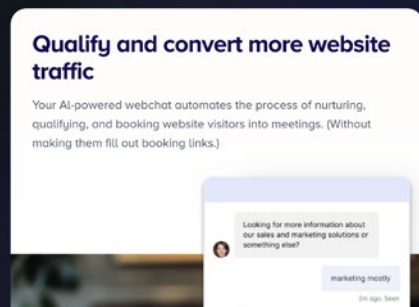 Qualify and convert more website
traffic
Your AI-powered webchat automates the process of nurturing,
qualifying, and booking website visitors into meetings. (Without
making them fill out booking links.)
Looking for more information about
our sales and marketing solutions or
something else?
marketing mostly
2m ago. Seen